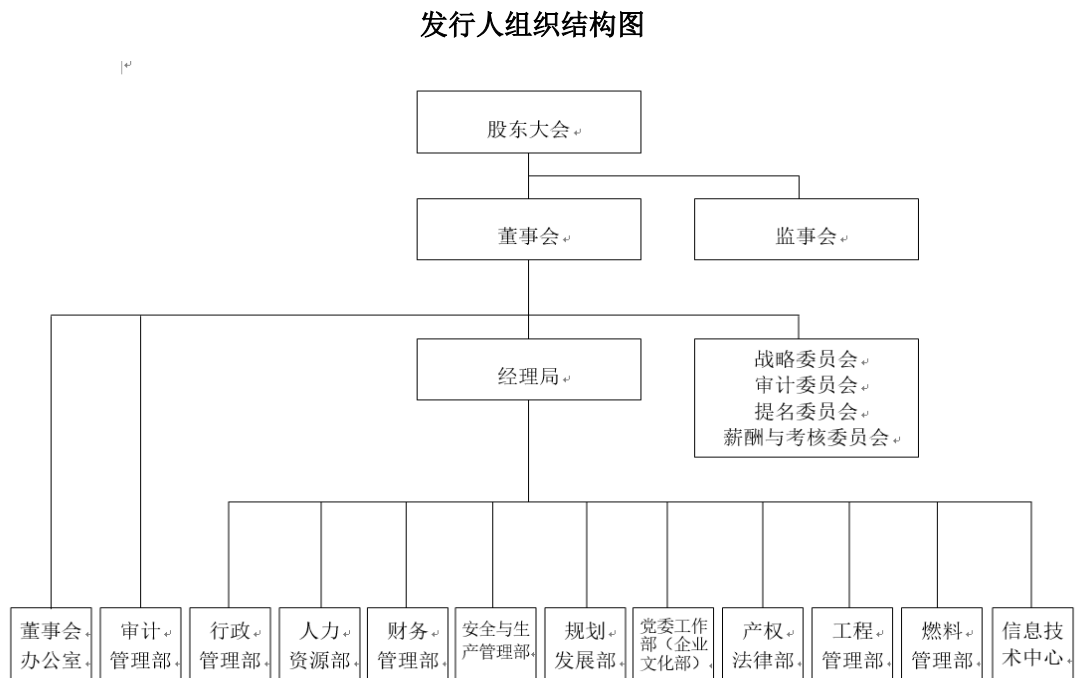 发行人组织结构图
股东大会
董事会
监事会
经理局
战略委员会
审计委员会
提名委员会
薪酬与考核委员会
董事会
办公室
审计
管理部
行政
管理部
人力
资源部
财务
管理部
安全与生
产管理部
规划
发展部
党委工作
部（企业
文化部）
产权
法律部
工程
管理部
燃料
管理部
信息技
术中心